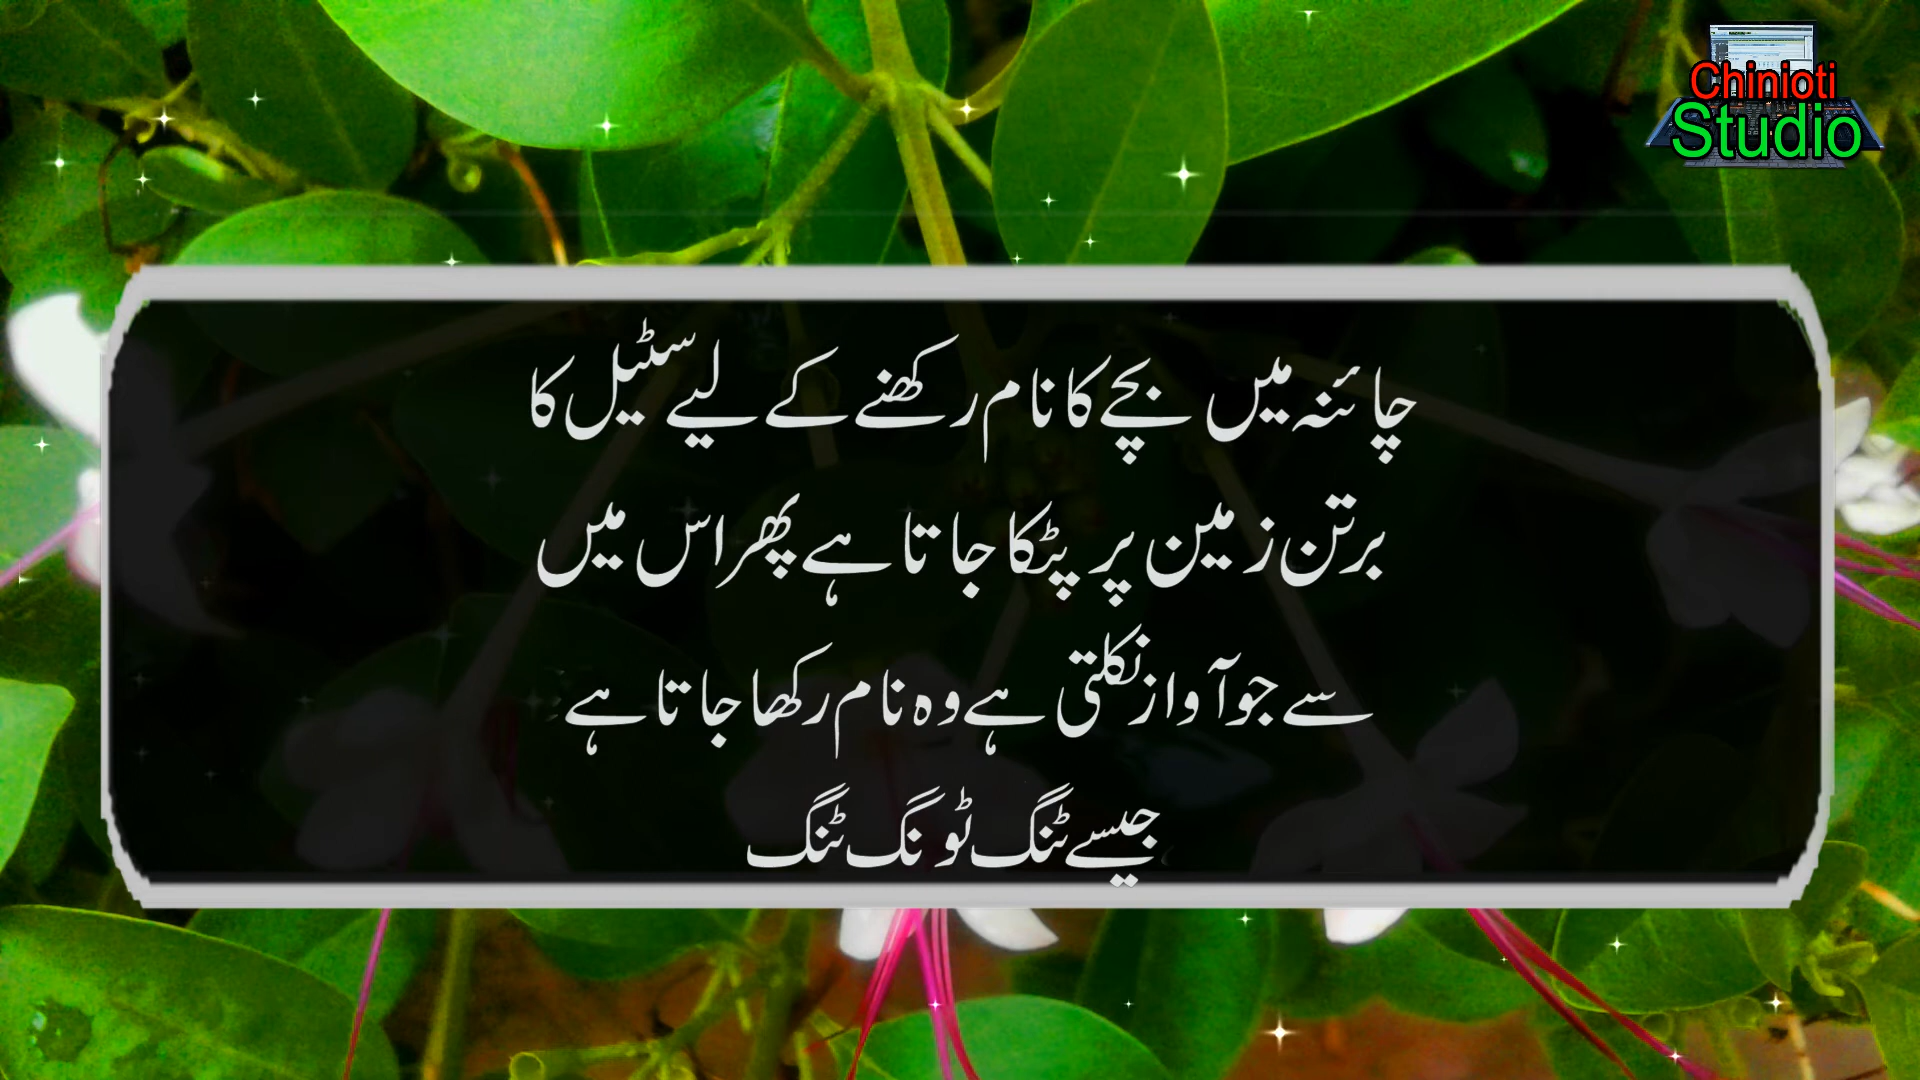 Chinioti
Studio
چائنہ میں بچے کا نام رکھنے کے لیے سٹیل کا
برتن زمین پر پٹکا جاتا ہے پھر اس میں
سے جو آواز نکلتی ہے وہ نام رکھا جاتا ہے
جیسے ٹنگ ٹونگ ٹنگ